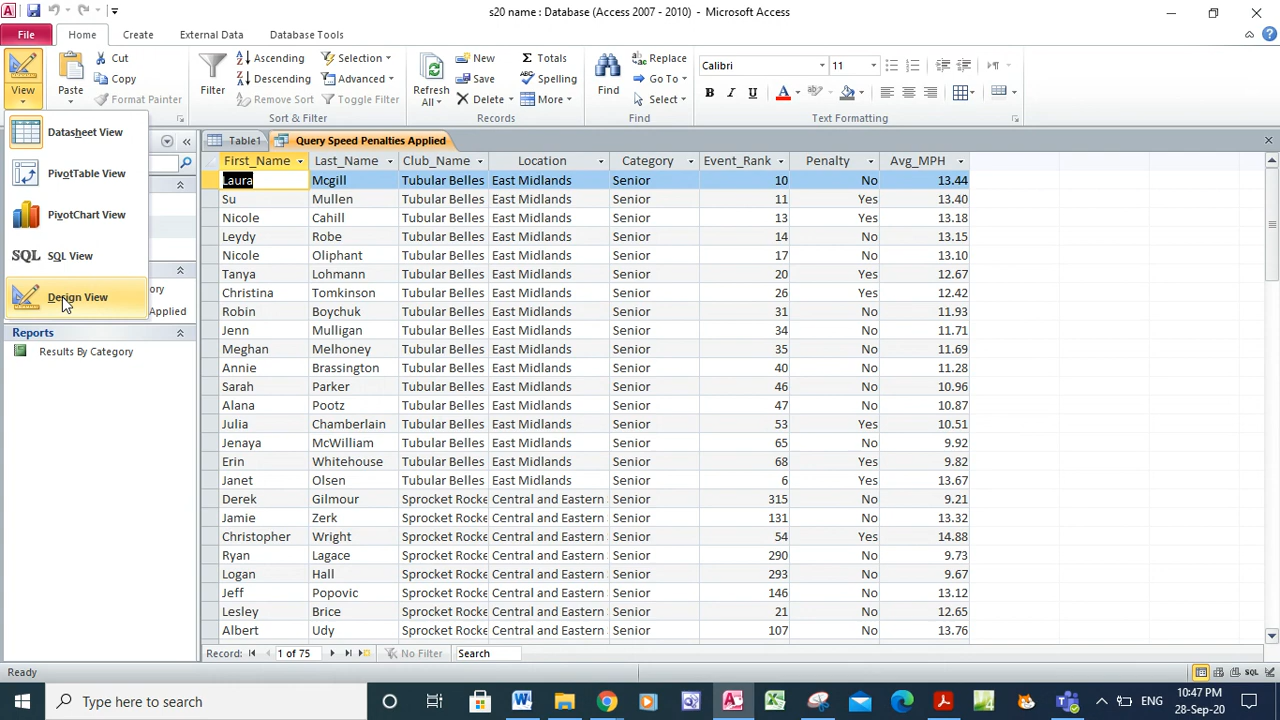 s20 name : Database (Access 2007 - 2010) - Microsoft Access
File Home Create External Data Database Tools
View
Paste
Cut
Copy
Format Painter
Filter
Ascending
Descending
Remove Sort
Selection
Advanced
Toggle Filter
Sort & Filter
Refresh
All
New
Save
Delete
Totals
Spelling
More
Records
Find
Replace
Go To
Select
Find
Calibri 11
B I U A
Text Formatting
Datasheet View
PivotTable View
PivotChart View
SQL SQL View
Design View
ory
Applied
Reports
Results By Category
Table1 Query Speed Penalties Applied
First_Name Last_Name Club_Name Location Category Event_Rank Penalty Avg_MPH
Laura Mcgill Tubular Belles East Midlands Senior 10 No 13.44
Su Mullen Tubular Belles East Midlands Senior 11 Yes 13.40
Nicole Cahill Tubular Belles East Midlands Senior 13 Yes 13.18
Leydy Robe Tubular Belles East Midlands Senior 14 No 13.15
Nicole Oliphant Tubular Belles East Midlands Senior 17 No 13.10
Tanya Lohmann Tubular Belles East Midlands Senior 20 Yes 12.67
Christina Tomkinson Tubular Belles East Midlands Senior 26 Yes 12.42
Robin Boychuk Tubular Belles East Midlands Senior 31 No 11.93
Jenn Mulligan Tubular Belles East Midlands Senior 34 No 11.71
Meghan Melhoney Tubular Belles East Midlands Senior 35 No 11.69
Annie Brassington Tubular Belles East Midlands Senior 40 No 11.28
Sarah Parker Tubular Belles East Midlands Senior 46 No 10.96
Alana Pootz Tubular Belles East Midlands Senior 47 No 10.87
Julia Chamberlain Tubular Belles East Midlands Senior 53 Yes 10.51
Jenaya McWilliam Tubular Belles East Midlands Senior 65 No 9.92
Erin Whitehouse Tubular Belles East Midlands Senior 68 Yes 9.82
Janet Olsen Tubular Belles East Midlands Senior 6 Yes 13.67
Derek Gilmour Sprocket Rocke Central and Eastern Senior 315 No 9.21
Jamie Zerk Sprocket Rocke Central and Eastern Senior 131 No 13.32
Christopher Wright Sprocket Rocke Central and Eastern Senior 54 Yes 14.88
Ryan Lagace Sprocket Rocke Central and Eastern Senior 290 No 9.73
Logan Hall Sprocket Rocke Central and Eastern Senior 293 No 9.67
Jeff Popovic Sprocket Rocke Central and Eastern Senior 146 No 13.12
Lesley Brice Sprocket Rocke Central and Eastern Senior 21 No 12.65
Albert Udy Sprocket Rocke Central and Eastern Senior 107 No 13.76
Record: 1 of 75 No Filter Search
Ready
SQL
Type here to search
ENG
10:47 PM
28-Sep-20